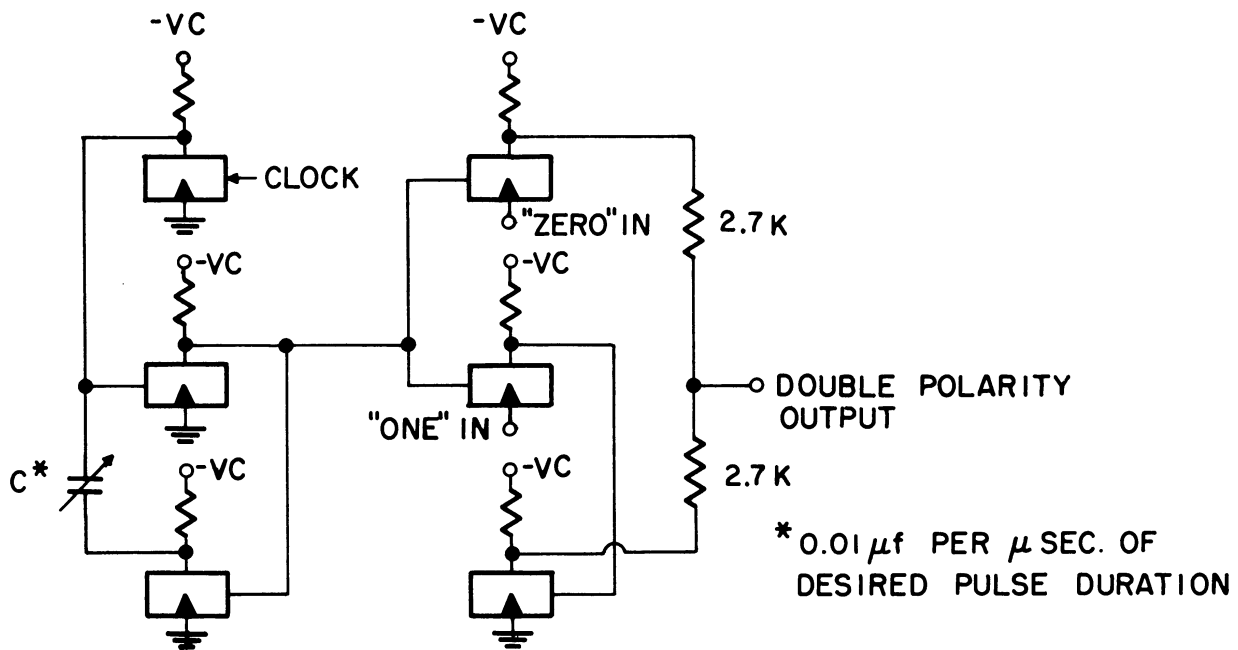 -VC
-VC
CLOCK
"ZERO" IN
2.7 K
-VC
-VC
DOUBLE POLARITY
OUTPUT
"ONE" IN
-VC
-VC
C*
2.7 K
* 0.01 μf PER μ SEC. OF
DESIRED PULSE DURATION